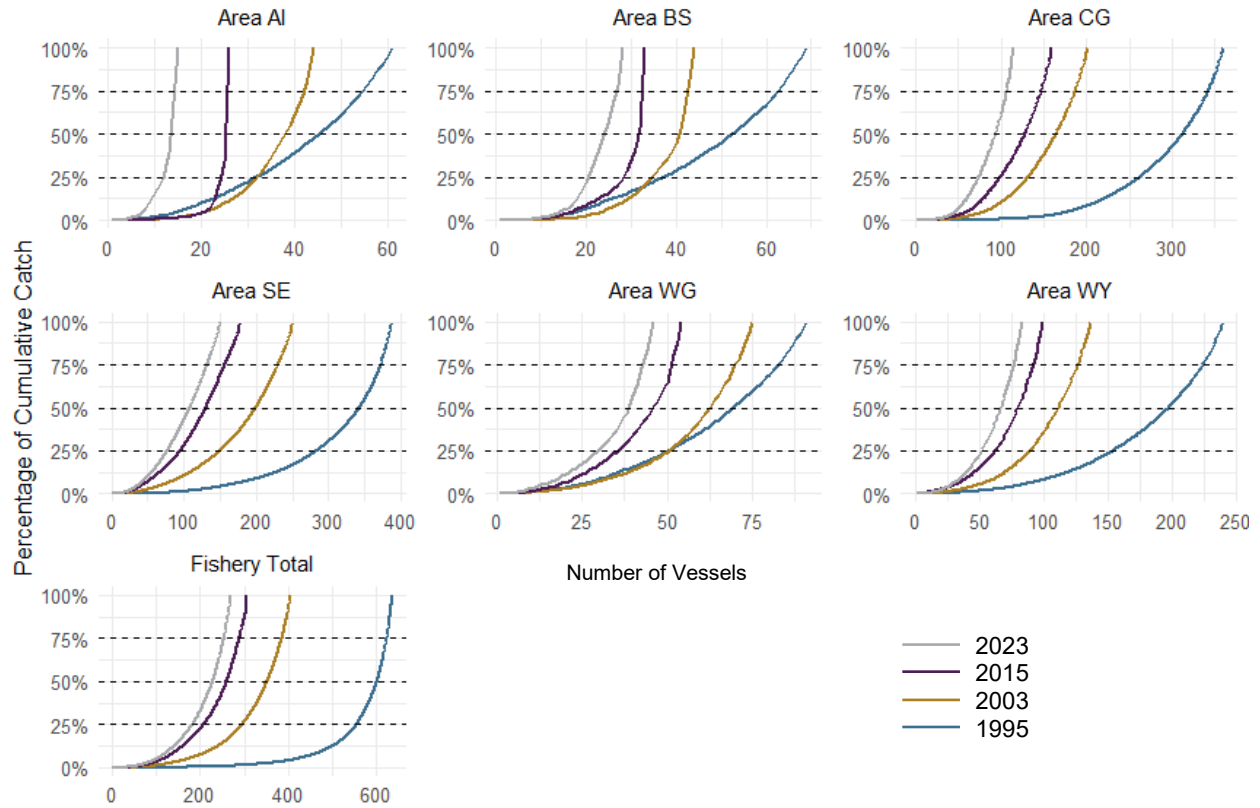 Area AI
Area BS
Area CG
100%
75%
50%
25%
0%
0 20 40 60
100%
75%
50%
25%
0%
0 20 40 60
100%
75%
50%
25%
0%
0 100 200 300
Percentage of Cumulative Catch
Area SE
Area WG
Area WY
100%
75%
50%
25%
0%
0 100 200 300 400
100%
75%
50%
25%
0%
0 25 50 75
100%
75%
50%
25%
0%
0 50 100 150 200 250
Fishery Total
Number of Vessels
100%
75%
50%
25%
0%
0 200 400 600
2023
2015
2003
1995